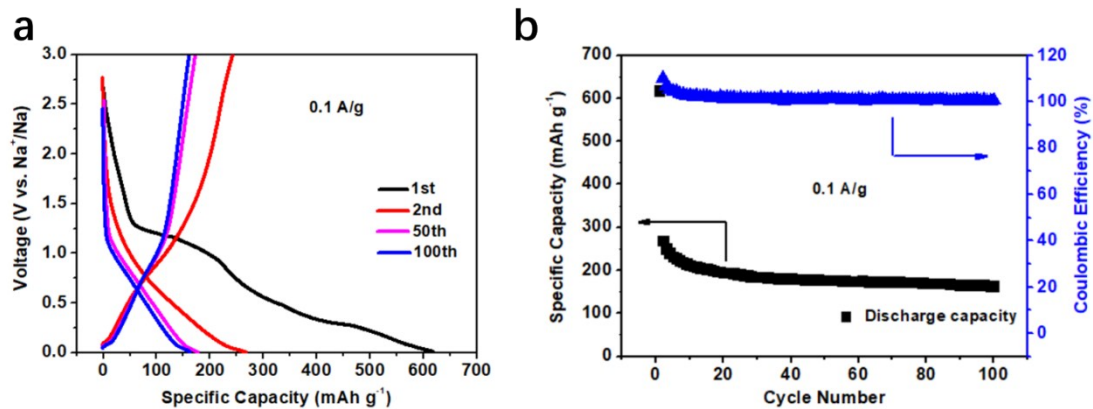 a
3.0
2.5
2.0
1.5
1.0
0.5
0.0
Voltage (V vs. Na⁺/Na)
0.1 A/g
1st
2nd
50th
100th
0 100 200 300 400 500 600 700
Specific Capacity (mAh g⁻¹)
b
700
600
500
400
300
200
100
0
Specific Capacity (mAh g⁻¹)
0.1 A/g
Discharge capacity
0 20 40 60 80 100
Cycle Number
120
100
80
60
40
20
0
Coulombic Efficiency (%)